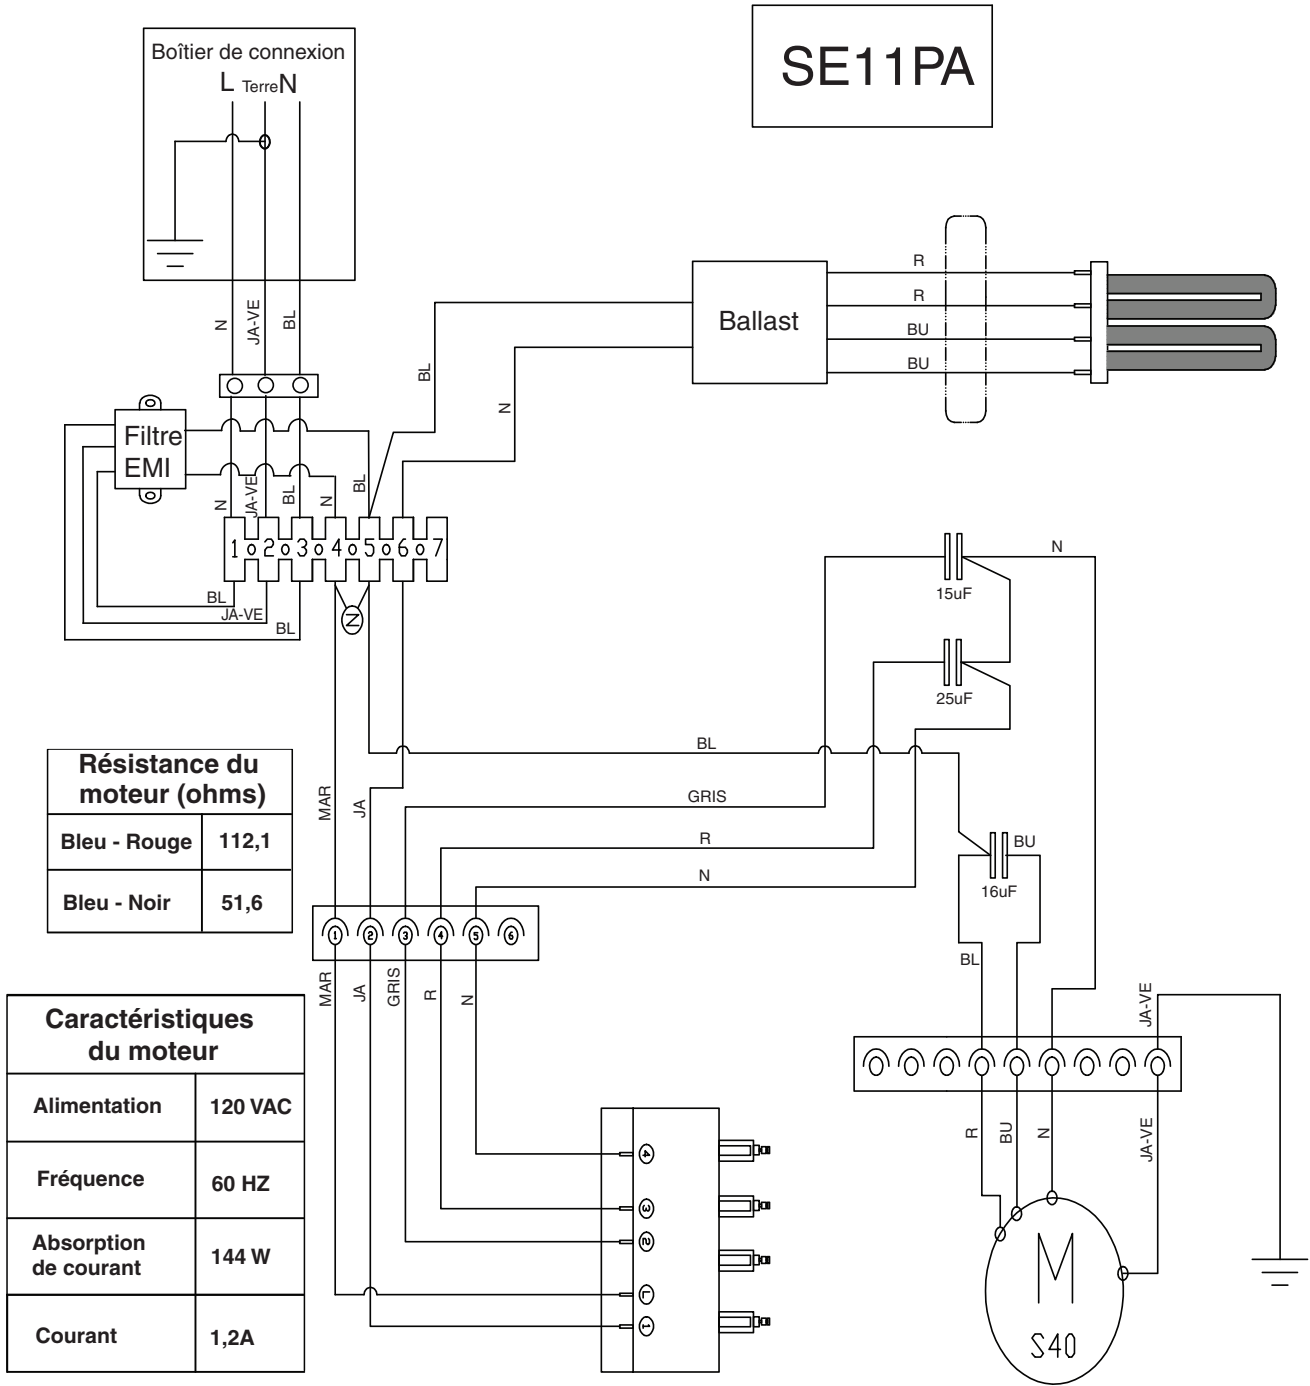 SE11PA
Boîtier de connexion
L Terre N
N
JA-VE
BL
Filtre
EMI
BL
N
Ballast
R
R
BU
BU
N
JA-VE
BL
N
BL
1 2 3 4 5 6 7
BL
JA-VE
BL
N
N
15uF
25uF
BL
GRIS
R
N
MAR
JA
BU
16uF
BL
JA-VE
1 2 3 4 5 6
MAR
JA
GRIS
R
N
R
BU
N
JA-VE
4
3
2
L
1
M
S40
Résistance du
moteur (ohms)
Bleu - Rouge 112,1
Bleu - Noir 51,6
Caractéristiques
du moteur
Alimentation 120 VAC
Fréquence 60 HZ
Absorption
de courant 144 W
Courant 1,2A